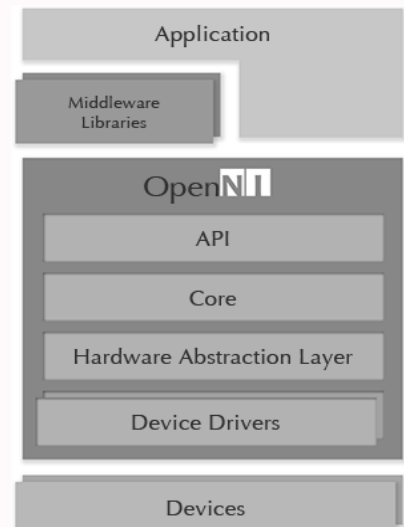 Application
Middleware
Libraries
OpenNI
API
Core
Hardware Abstraction Layer
Device Drivers
Devices